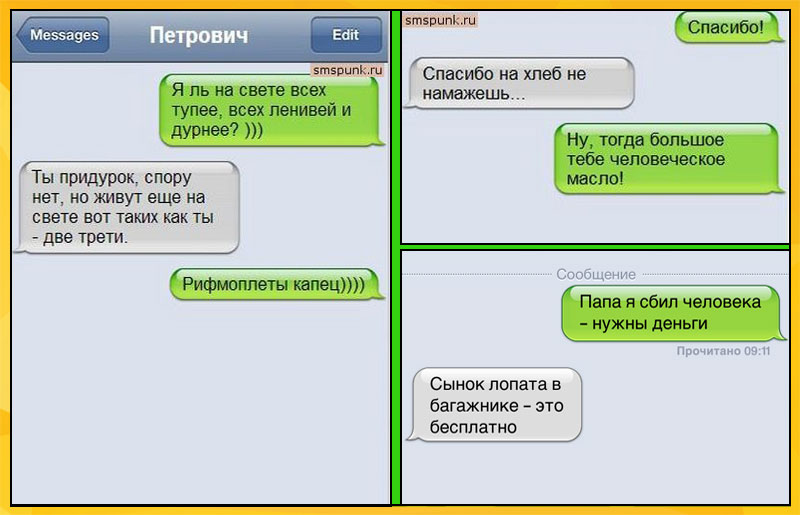 Messages
Петрович
Edit
smspunk.ru
Я ль на свете всех
тупее, всех ленивей и
дурнее? )))
Ты придурок, спору
нет, но живут еще на
свете вот таких как ты
- две трети.
Рифмоплеты капец))))
smspunk.ru
Спасибо!
Спасибо на хлеб не
намажешь...
Ну, тогда большое
тебе человеческое
масло!
Сообщение
Папа я сбил человека
– нужны деньги
Прочитано 09:11
Сынок лопата в
багажнике – это
бесплатно